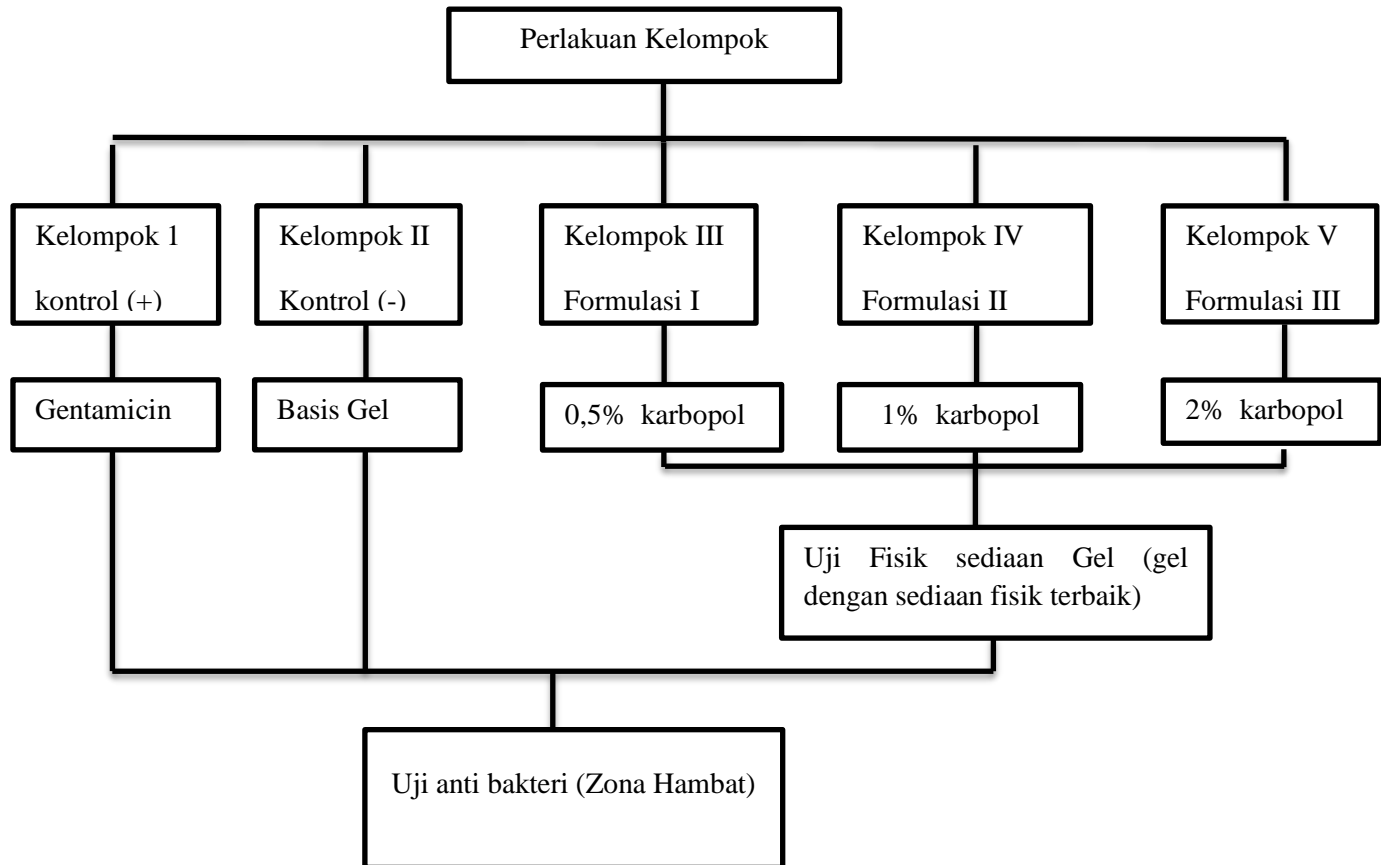 Perlakuan Kelompok
Kelompok 1
kontrol (+)
Kelompok II
Kontrol (-)
Kelompok III
Formulasi I
Kelompok IV
Formulasi II
Kelompok V
Formulasi III
Gentamicin
Basis Gel
0,5% karbopol
1% karbopol
2% karbopol
Uji Fisik sediaan Gel (gel
dengan sediaan fisik terbaik)
Uji anti bakteri (Zona Hambat)